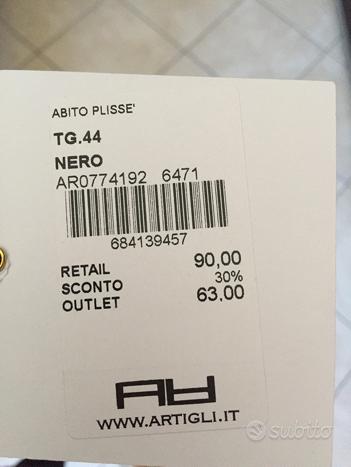 ABITO PLISSE'
TG.44
NERO
AR0774192 6471
684139457
RETAIL 90,00
SCONTO 30%
OUTLET 63,00
WWW.ARTIGLI.IT
subito